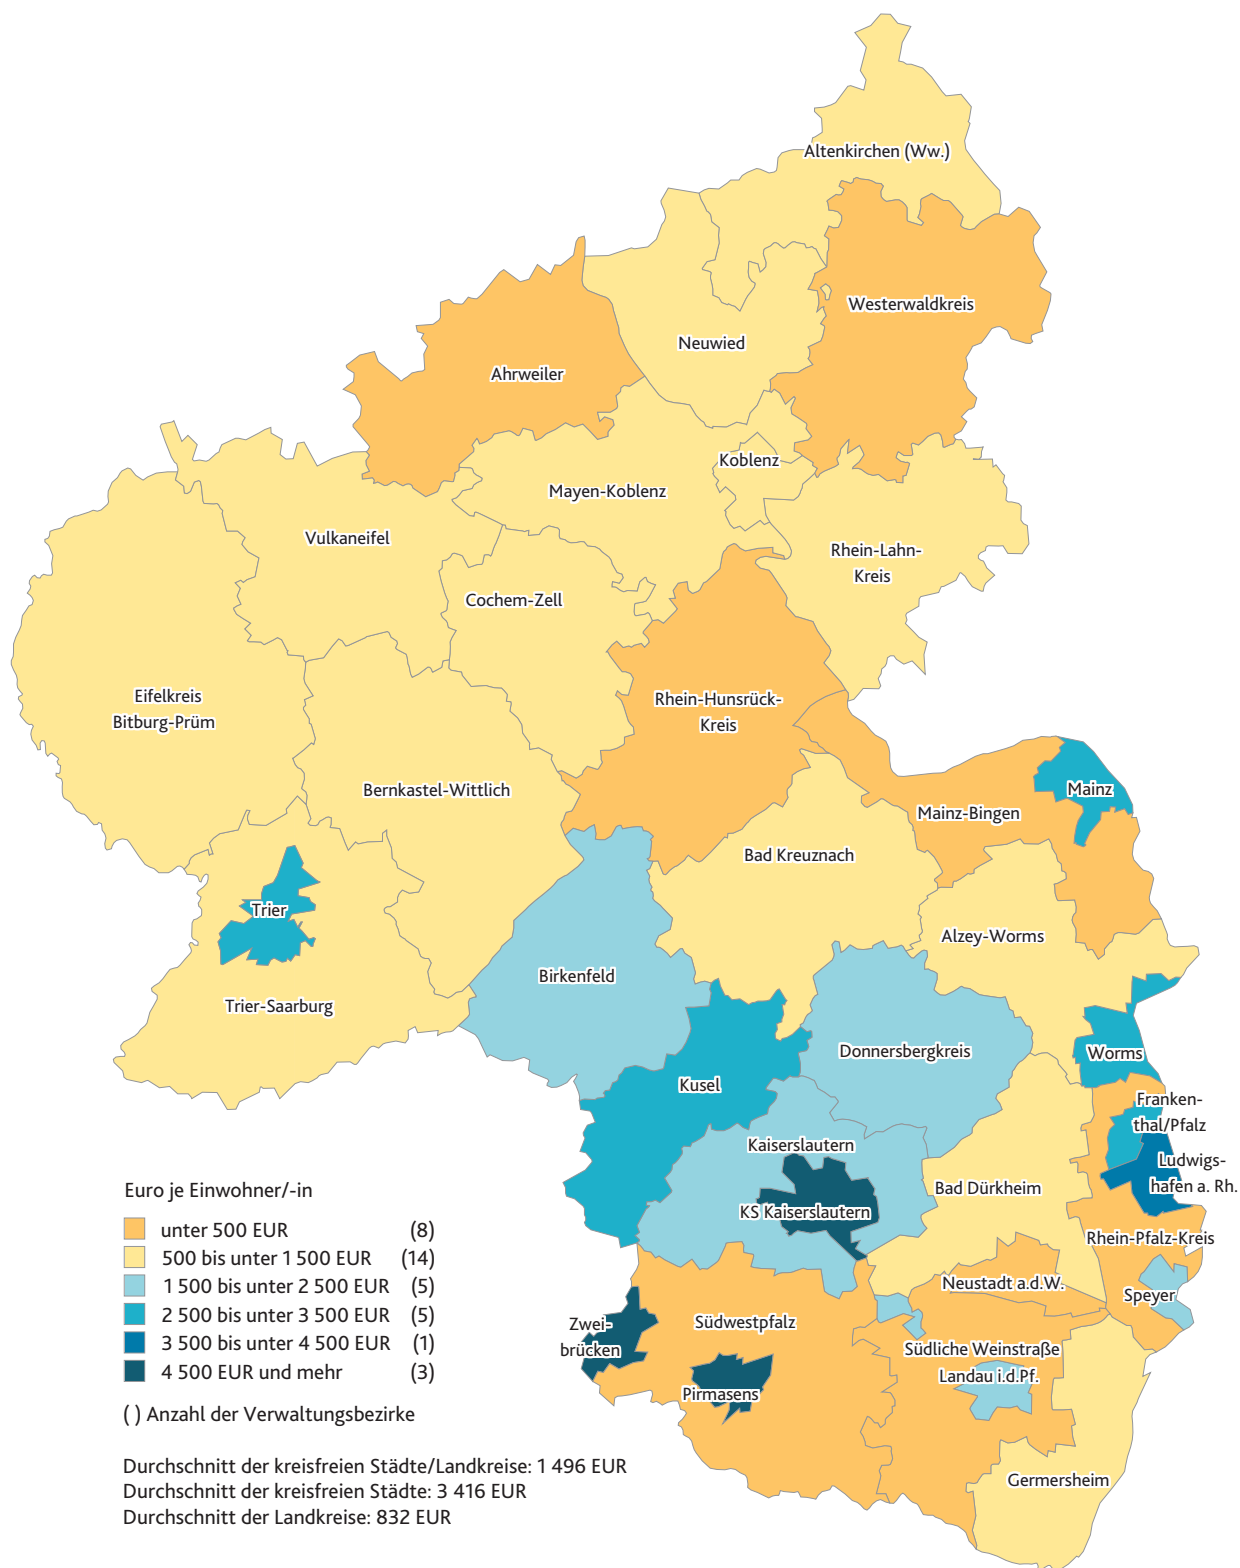 Altenkirchen (Ww.)
Westerwaldkreis
Neuwied
Ahrweiler
Koblenz
Mayen-Koblenz
Vulkaneifel
Rhein-Lahn-
Kreis
Cochem-Zell
Eifelkreis
Bitburg-Prüm
Rhein-Hunsrück-
Kreis
Bernkastel-Wittlich
Mainz
Mainz-Bingen
Bad Kreuznach
Trier
Alzey-Worms
Birkenfeld
Trier-Saarburg
Donnersbergkreis
Worms
Kusel
Franken-
thal/Pfalz
Kaiserslautern
Ludwigs-
hafen a. Rh.
Bad Dürkheim
KS Kaiserslautern
Rhein-Pfalz-Kreis
Neustadt a.d.W.
Speyer
Zwei-
brücken
Südwestpfalz
Südliche Weinstraße
Landau i.d.Pf.
Pirmasens
Germersheim
Euro je Einwohner/-in
unter 500 EUR (8)
500 bis unter 1 500 EUR (14)
1 500 bis unter 2 500 EUR (5)
2 500 bis unter 3 500 EUR (5)
3 500 bis unter 4 500 EUR (1)
4 500 EUR und mehr (3)
( ) Anzahl der Verwaltungsbezirke
Durchschnitt der kreisfreien Städte/Landkreise: 1 496 EUR
Durchschnitt der kreisfreien Städte: 3 416 EUR
Durchschnitt der Landkreise: 832 EUR